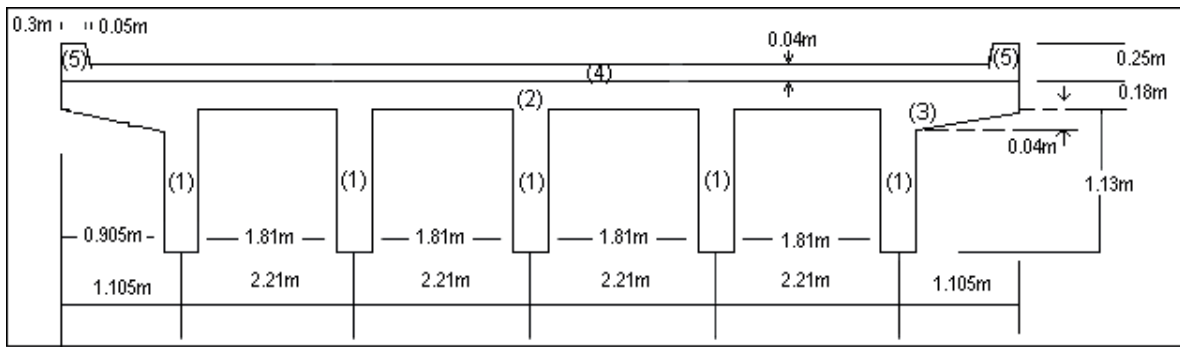 0.3m 0.05m
0.04m
(5) (5)
(4)
0.25m
(2)
0.18m
(3)
0.04m
(1) (1) (1) (1) (1)
1.13m
0.905m 1.81m 1.81m 1.81m 1.81m
1.105m 2.21m 2.21m 2.21m 2.21m 1.105m